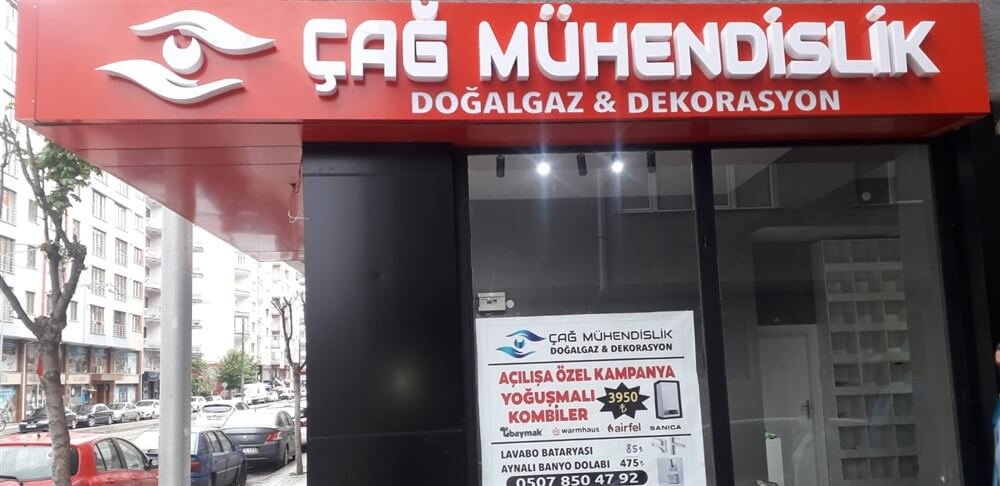 ÇAĞ MÜHENDİSLİK
DOĞALGAZ & DEKORASYON
ÇAĞ MÜHENDİSLİK
DOĞALGAZ & DEKORASYON
AÇILIŞA ÖZEL KAMPANYA
YOĞUŞMALI 3950 ₺
KOMBİLER
baymak warmhaus airfel SANICA
LAVABO BATARYASI 85₺
AYNALI BANYO DOLABI 475₺
0507 850 47 92